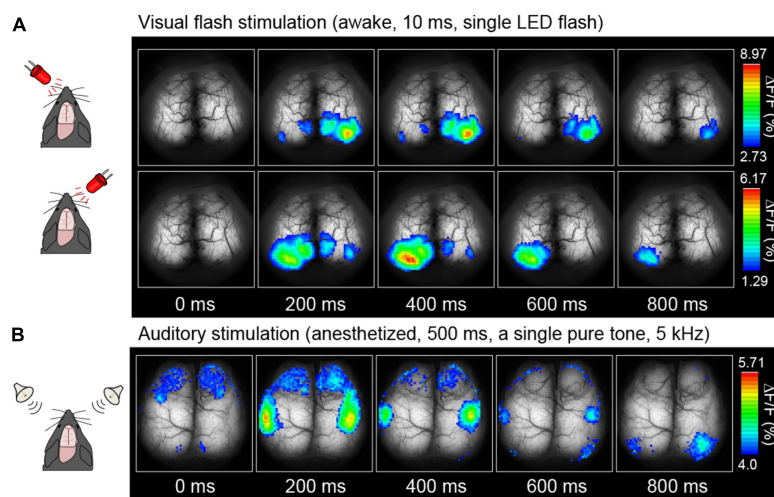 A
Visual flash stimulation (awake, 10 ms, single LED flash)
8.97
ΔF/F (%)
2.73
6.17
ΔF/F (%)
1.29
0 ms 200 ms 400 ms 600 ms 800 ms
B
Auditory stimulation (anesthetized, 500 ms, a single pure tone, 5 kHz)
5.71
ΔF/F (%)
4.0
0 ms 200 ms 400 ms 600 ms 800 ms